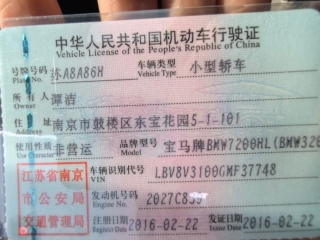 中华人民共和国机动车行驶证
Vehicle License of the People's Republic of China
号牌号码 苏A8A86H 车辆类型 小型轿车
Plate No. Vehicle Type
所有人 谭洁
Owner
住址 南京市鼓楼区东宝花园5-1-101
Address
使用性质 非营运 品牌型号 宝马牌BMW7200HL(BMW320
Use Character Model
江苏省南京 车辆识别代号 LBV8V3100GMF37748
VIN
市公安局 发动机号码 2027C839
Engine No.
交通管理局 注册日期 2016-02-22 发证日期 2016-02-22
Register Date Issue Date